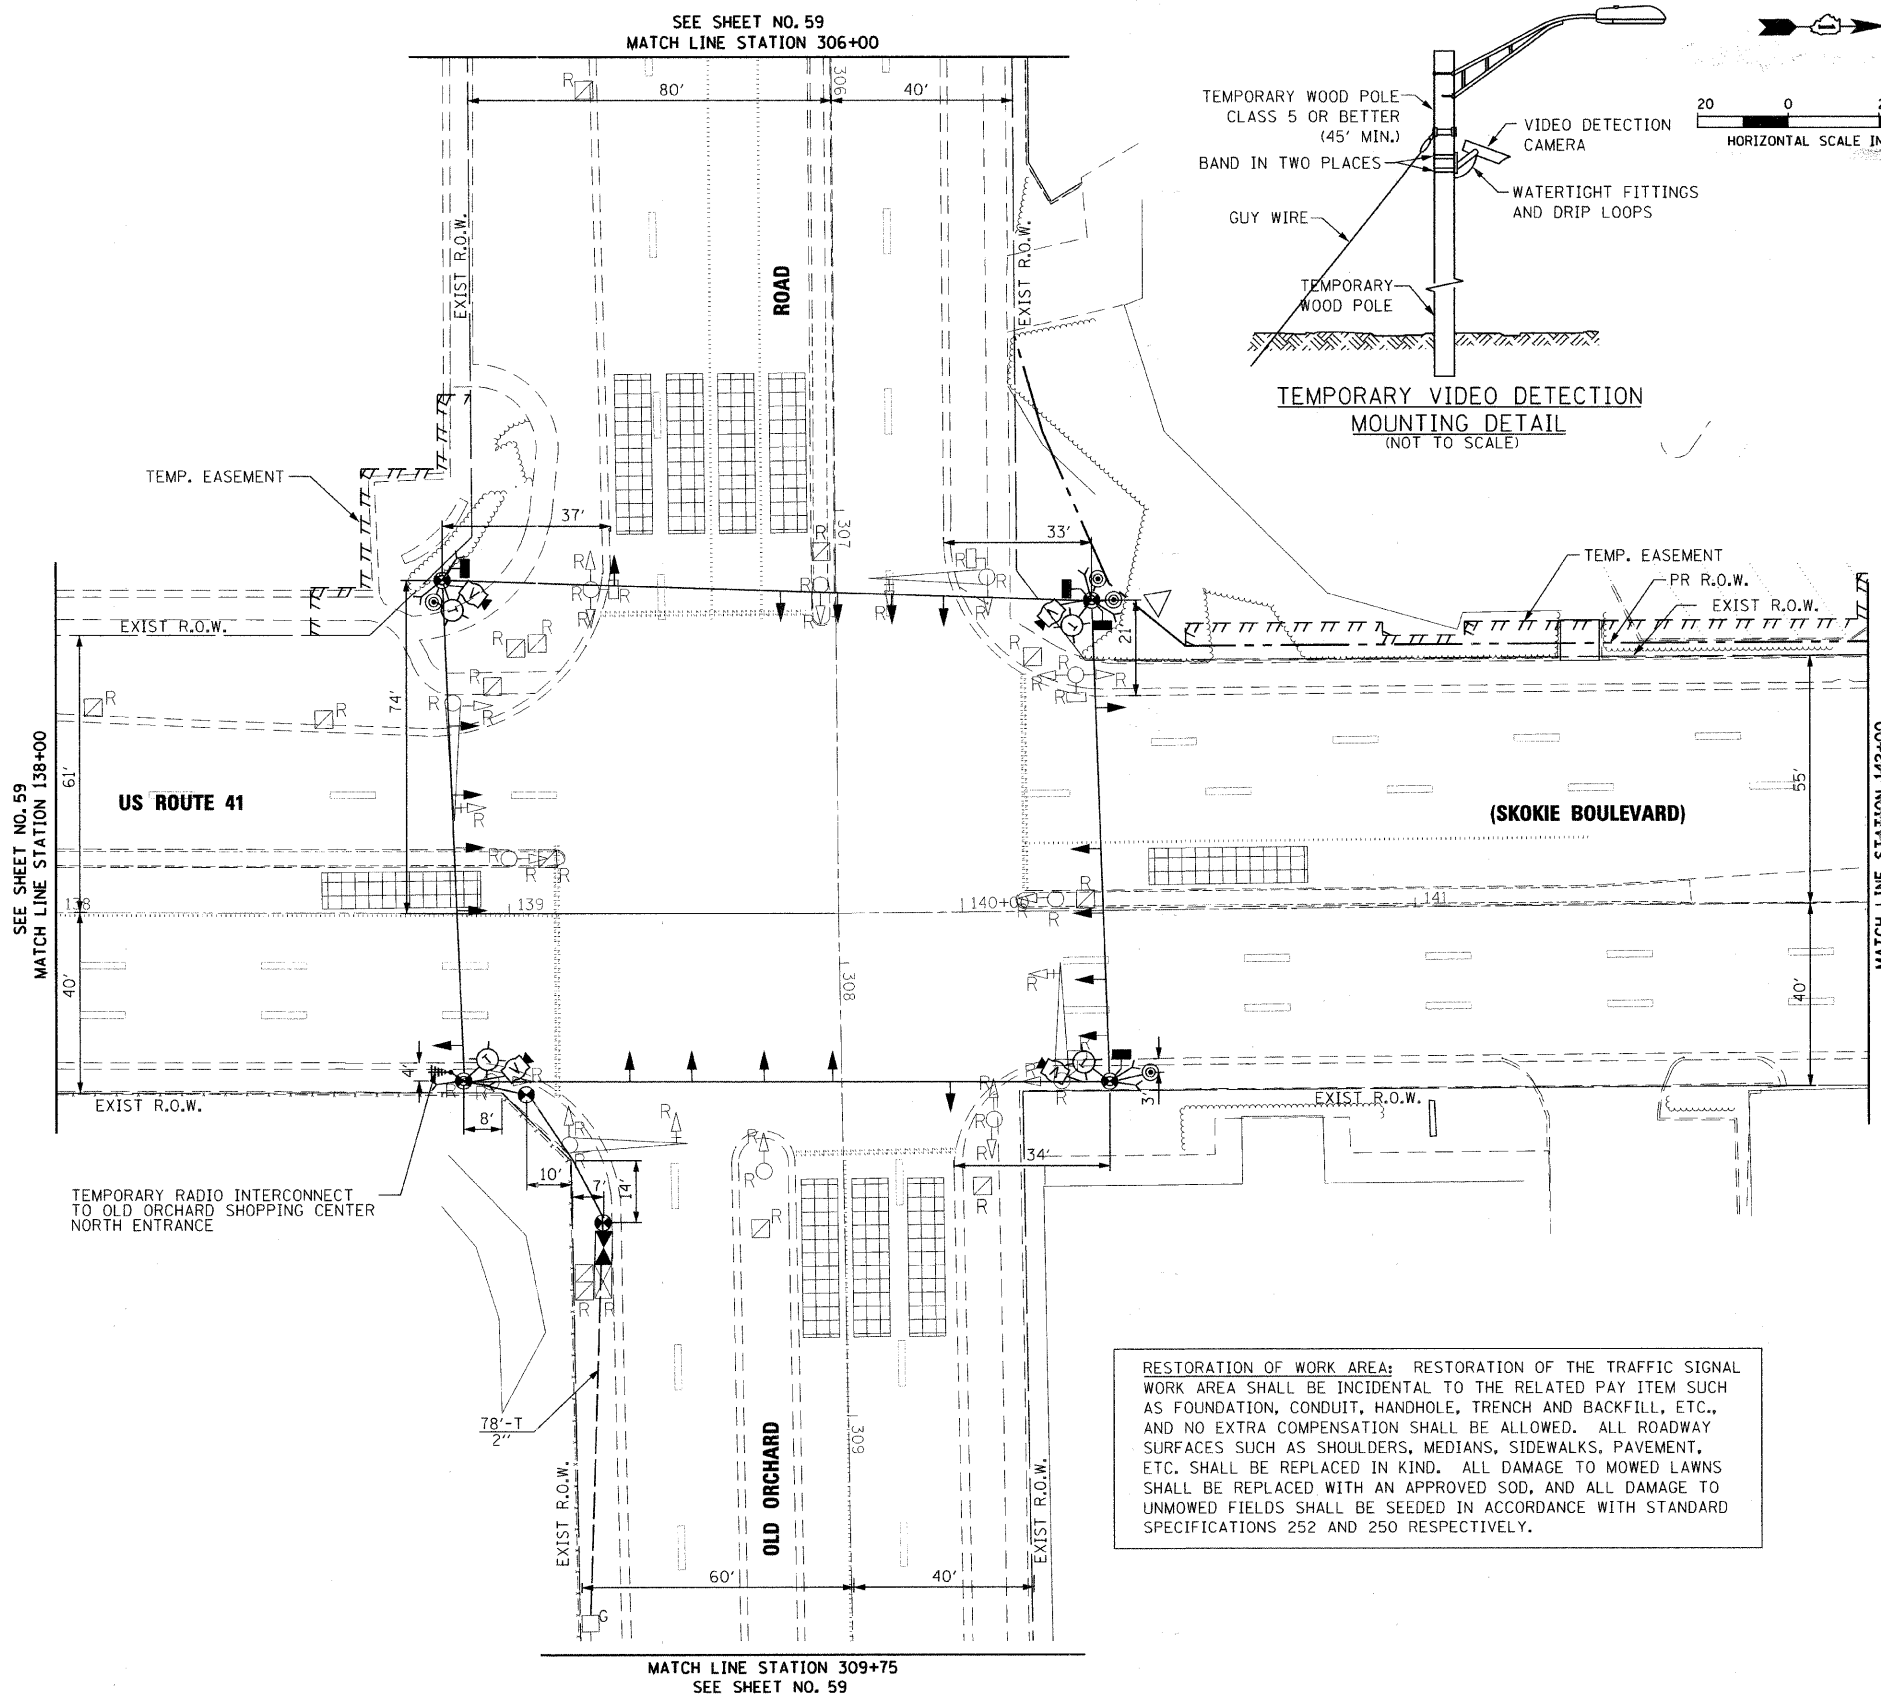 SEE SHEET NO. 59
MATCH LINE STATION 306+00
R
80'
306
40'
TEMPORARY WOOD POLE
CLASS 5 OR BETTER
(45' MIN.)
BAND IN TWO PLACES
GUY WIRE
VIDEO DETECTION
CAMERA
WATERTIGHT FITTINGS
AND DRIP LOOPS
TEMPORARY
WOOD POLE
20 0
HORIZONTAL SCALE IN
TEMPORARY VIDEO DETECTION
MOUNTING DETAIL
(NOT TO SCALE)
EXIST R.O.W.
ROAD
EXIST R.O.W.
TEMP. EASEMENT
37'
R
307
33'
R
R
R
R
R
R
R
R
R
T
V
V
T
TEMP. EASEMENT
PR R.O.W.
EXIST R.O.W.
EXIST R.O.W.
21'
R
R
R
R
R
R
R
R
R
R
74'
61'
SEE SHEET NO. 59
MATCH LINE STATION 138+00
US ROUTE 41
R
(SKOKIE BOULEVARD)
55'
R
R
R
R
R
138
139
140+00
141
40'
308
R
40'
4'
T
V
R
R
R
V
T
R
R
3'
EXIST R.O.W.
8'
EXIST R.O.W.
R
R
R
R
R
R
R
34'
10'
7'
14'
R
R
TEMPORARY RADIO INTERCONNECT
TO OLD ORCHARD SHOPPING CENTER
NORTH ENTRANCE
R
R
78'-T
2"
309
EXIST R.O.W.
OLD ORCHARD
EXIST R.O.W.
60'
40'
G
RESTORATION OF WORK AREA: RESTORATION OF THE TRAFFIC SIGNAL
WORK AREA SHALL BE INCIDENTAL TO THE RELATED PAY ITEM SUCH
AS FOUNDATION, CONDUIT, HANDHOLE, TRENCH AND BACKFILL, ETC.,
AND NO EXTRA COMPENSATION SHALL BE ALLOWED. ALL ROADWAY
SURFACES SUCH AS SHOULDERS, MEDIANS, SIDEWALKS, PAVEMENT,
ETC. SHALL BE REPLACED IN KIND. ALL DAMAGE TO MOWED LAWNS
SHALL BE REPLACED WITH AN APPROVED SOD, AND ALL DAMAGE TO
UNMOWED FIELDS SHALL BE SEEDED IN ACCORDANCE WITH STANDARD
SPECIFICATIONS 252 AND 250 RESPECTIVELY.
MATCH LINE STATION 309+75
SEE SHEET NO. 59